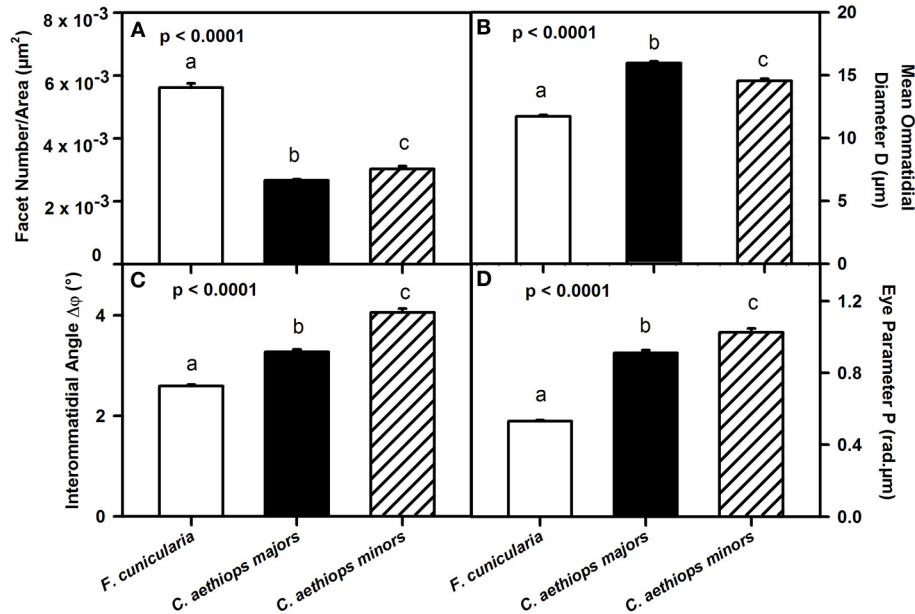 A
p < 0.0001
Facet Number/Area (µm²)
8 x 10⁻³
6 x 10⁻³
4 x 10⁻³
2 x 10⁻³
0
a
b
c
B
p < 0.0001
Mean Ommatidial
Diameter D (µm)
20
15
10
5
0
a
b
c
C
p < 0.0001
Interommatidial Angle Δφ (°)
4
2
0
a
b
c
D
p < 0.0001
Eye Parameter P (rad.µm)
1.2
0.8
0.4
0.0
a
b
c
F. cunicularia
C. aethiops majors
C. aethiops minors
F. cunicularia
C. aethiops majors
C. aethiops minors